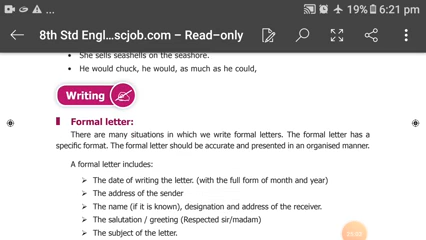 19% 6:21 pm
8th Std Engl...scjob.com – Read–only
She sells seashells on the seashore.
He would chuck, he would, as much as he could,
Writing
Formal letter:
There are many situations in which we write formal letters. The formal letter has a
specific format. The formal letter should be accurate and presented in an organised manner.
A formal letter includes:
The date of writing the letter. (with the full form of month and year)
The address of the sender
The name (if it is known), designation and address of the receiver.
The salutation / greeting (Respected sir/madam)
The subject of the letter.